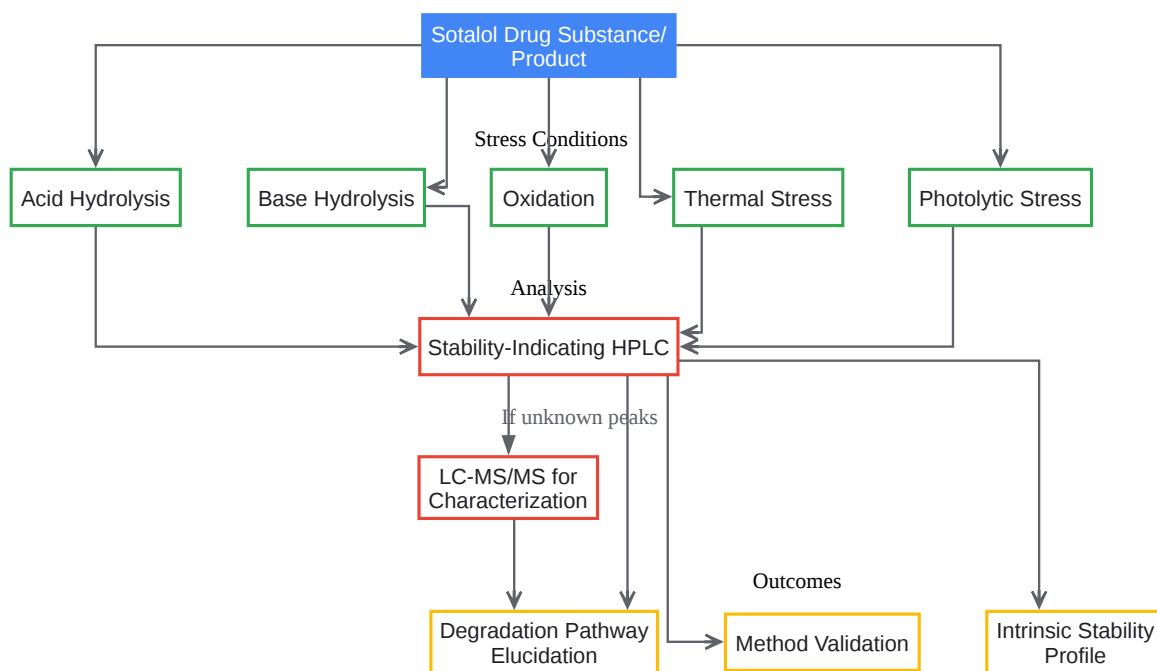 Sotalol Drug Substance/
Product
Stress Conditions
Acid Hydrolysis
Base Hydrolysis
Oxidation
Thermal Stress
Photolytic Stress
Analysis
Stability-Indicating HPLC
If unknown peaks
LC-MS/MS for
Characterization
Outcomes
Degradation Pathway
Elucidation
Method Validation
Intrinsic Stability
Profile